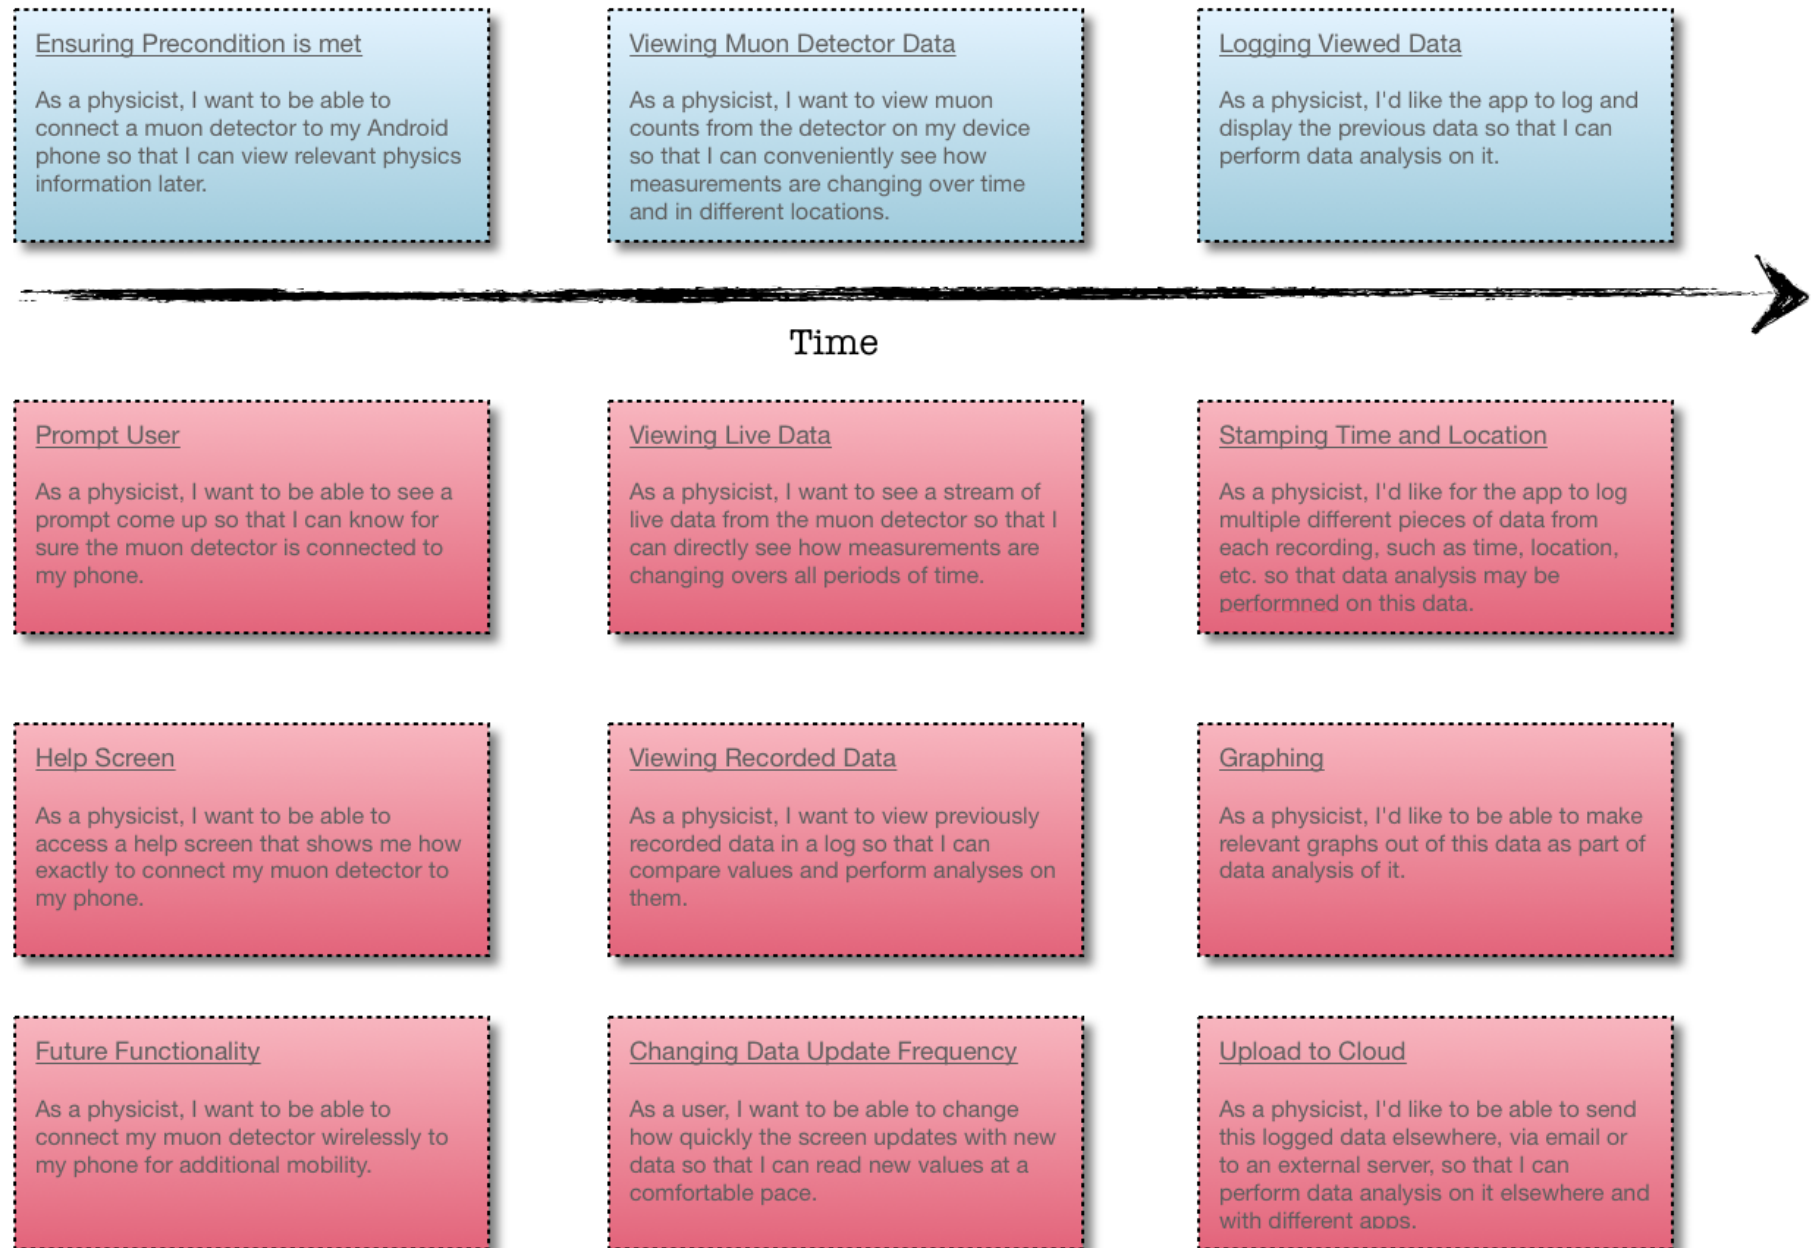 Ensuring Precondition is met
As a physicist, I want to be able to
connect a muon detector to my Android
phone so that I can view relevant physics
information later.
Viewing Muon Detector Data
As a physicist, I want to view muon
counts from the detector on my device
so that I can conveniently see how
measurements are changing over time
and in different locations.
Logging Viewed Data
As a physicist, I'd like the app to log and
display the previous data so that I can
perform data analysis on it.
Time
Prompt User
As a physicist, I want to be able to see a
prompt come up so that I can know for
sure the muon detector is connected to
my phone.
Viewing Live Data
As a physicist, I want to see a stream of
live data from the muon detector so that I
can directly see how measurements are
changing overs all periods of time.
Stamping Time and Location
As a physicist, I'd like for the app to log
multiple different pieces of data from
each recording, such as time, location,
etc. so that data analysis may be
performned on this data.
Help Screen
As a physicist, I want to be able to
access a help screen that shows me how
exactly to connect my muon detector to
my phone.
Viewing Recorded Data
As a physicist, I want to view previously
recorded data in a log so that I can
compare values and perform analyses on
them.
Graphing
As a physicist, I'd like to be able to make
relevant graphs out of this data as part of
data analysis of it.
Future Functionality
As a physicist, I want to be able to
connect my muon detector wirelessly to
my phone for additional mobility.
Changing Data Update Frequency
As a user, I want to be able to change
how quickly the screen updates with new
data so that I can read new values at a
comfortable pace.
Upload to Cloud
As a physicist, I'd like to be able to send
this logged data elsewhere, via email or
to an external server, so that I can
perform data analysis on it elsewhere and
with different apps.